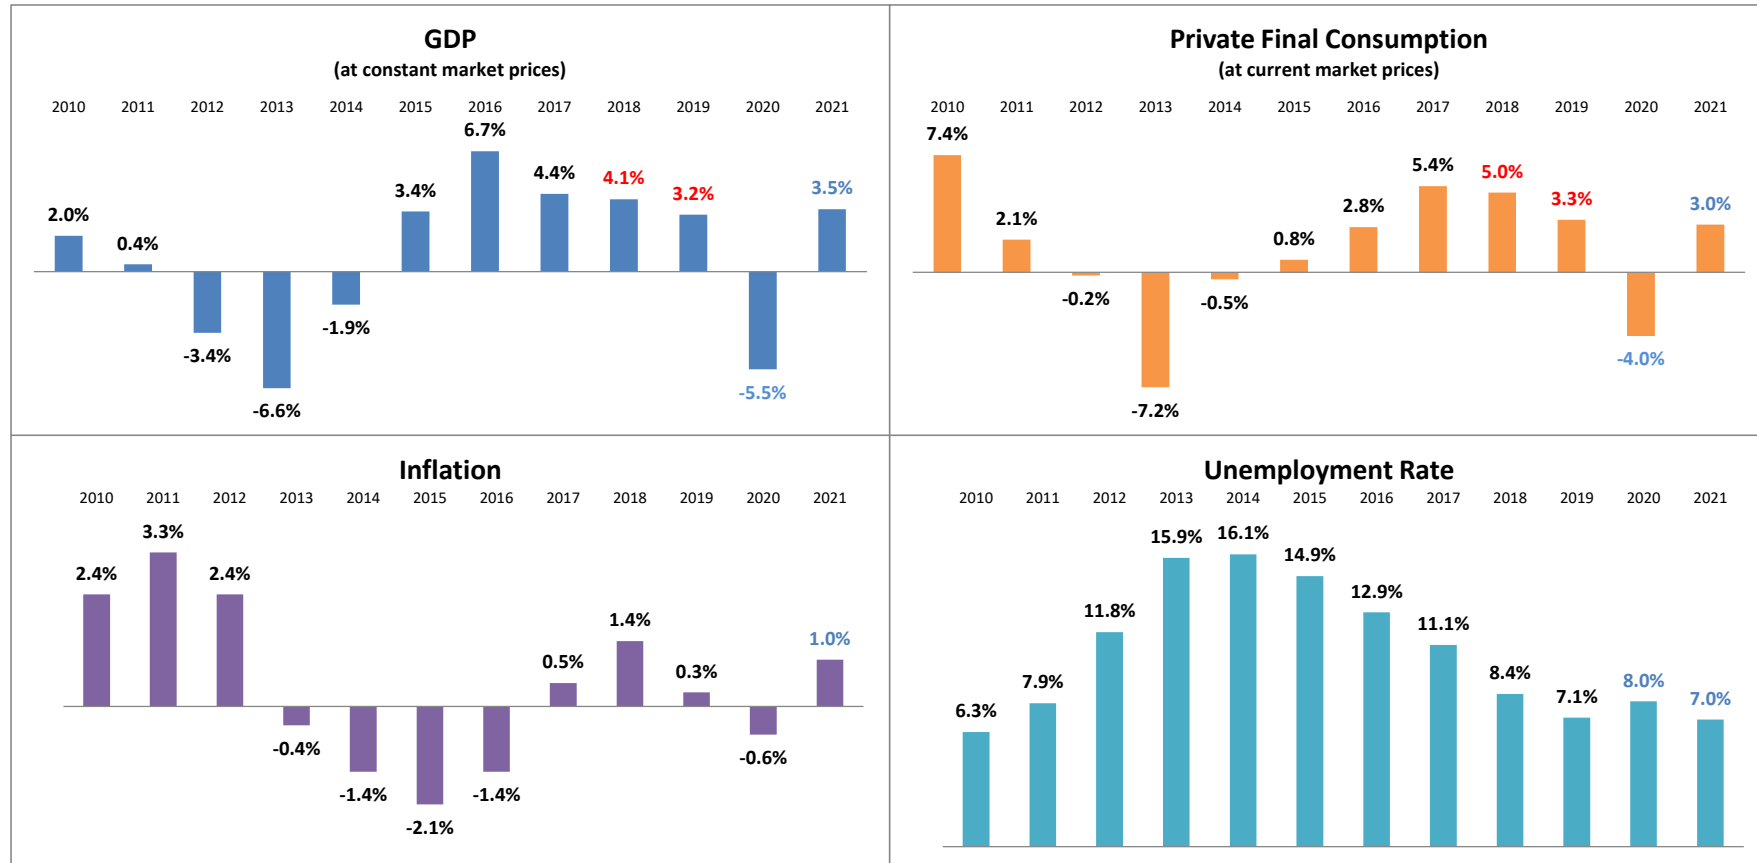 GDP
(at constant market prices)
2010 2011 2012 2013 2014 2015 2016 2017 2018 2019 2020 2021
2.0% 0.4% -3.4% -6.6% -1.9% 3.4% 6.7% 4.4% 4.1% 3.2% -5.5% 3.5%
Private Final Consumption
(at current market prices)
2010 2011 2012 2013 2014 2015 2016 2017 2018 2019 2020 2021
7.4% 2.1% -0.2% -7.2% -0.5% 0.8% 2.8% 5.4% 5.0% 3.3% -4.0% 3.0%
Inflation
2010 2011 2012 2013 2014 2015 2016 2017 2018 2019 2020 2021
2.4% 3.3% 2.4% -0.4% -1.4% -2.1% -1.4% 0.5% 1.4% 0.3% -0.6% 1.0%
Unemployment Rate
2010 2011 2012 2013 2014 2015 2016 2017 2018 2019 2020 2021
6.3% 7.9% 11.8% 15.9% 16.1% 14.9% 12.9% 11.1% 8.4% 7.1% 8.0% 7.0%